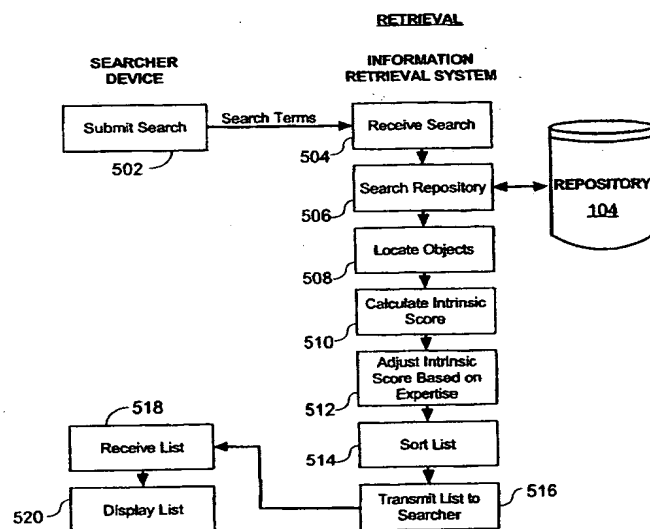 RETRIEVAL
SEARCHER
DEVICE
INFORMATION
RETRIEVAL SYSTEM
Submit Search
502
Search Terms
Receive Search
504
Search Repository
506
REPOSITORY
104
Locate Objects
508
Calculate Intrinsic
Score
510
Adjust Intrinsic
Score Based on
Expertise
512
Sort List
514
Transmit List to
Searcher
516
518
Receive List
Display List
520